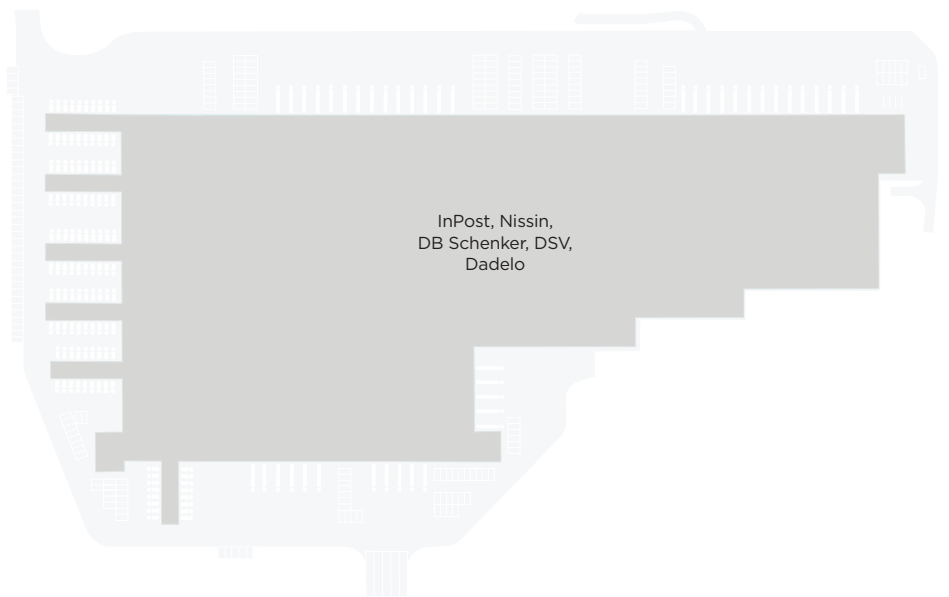 InPost, Nissin,
DB Schenker, DSV,
Dadelo